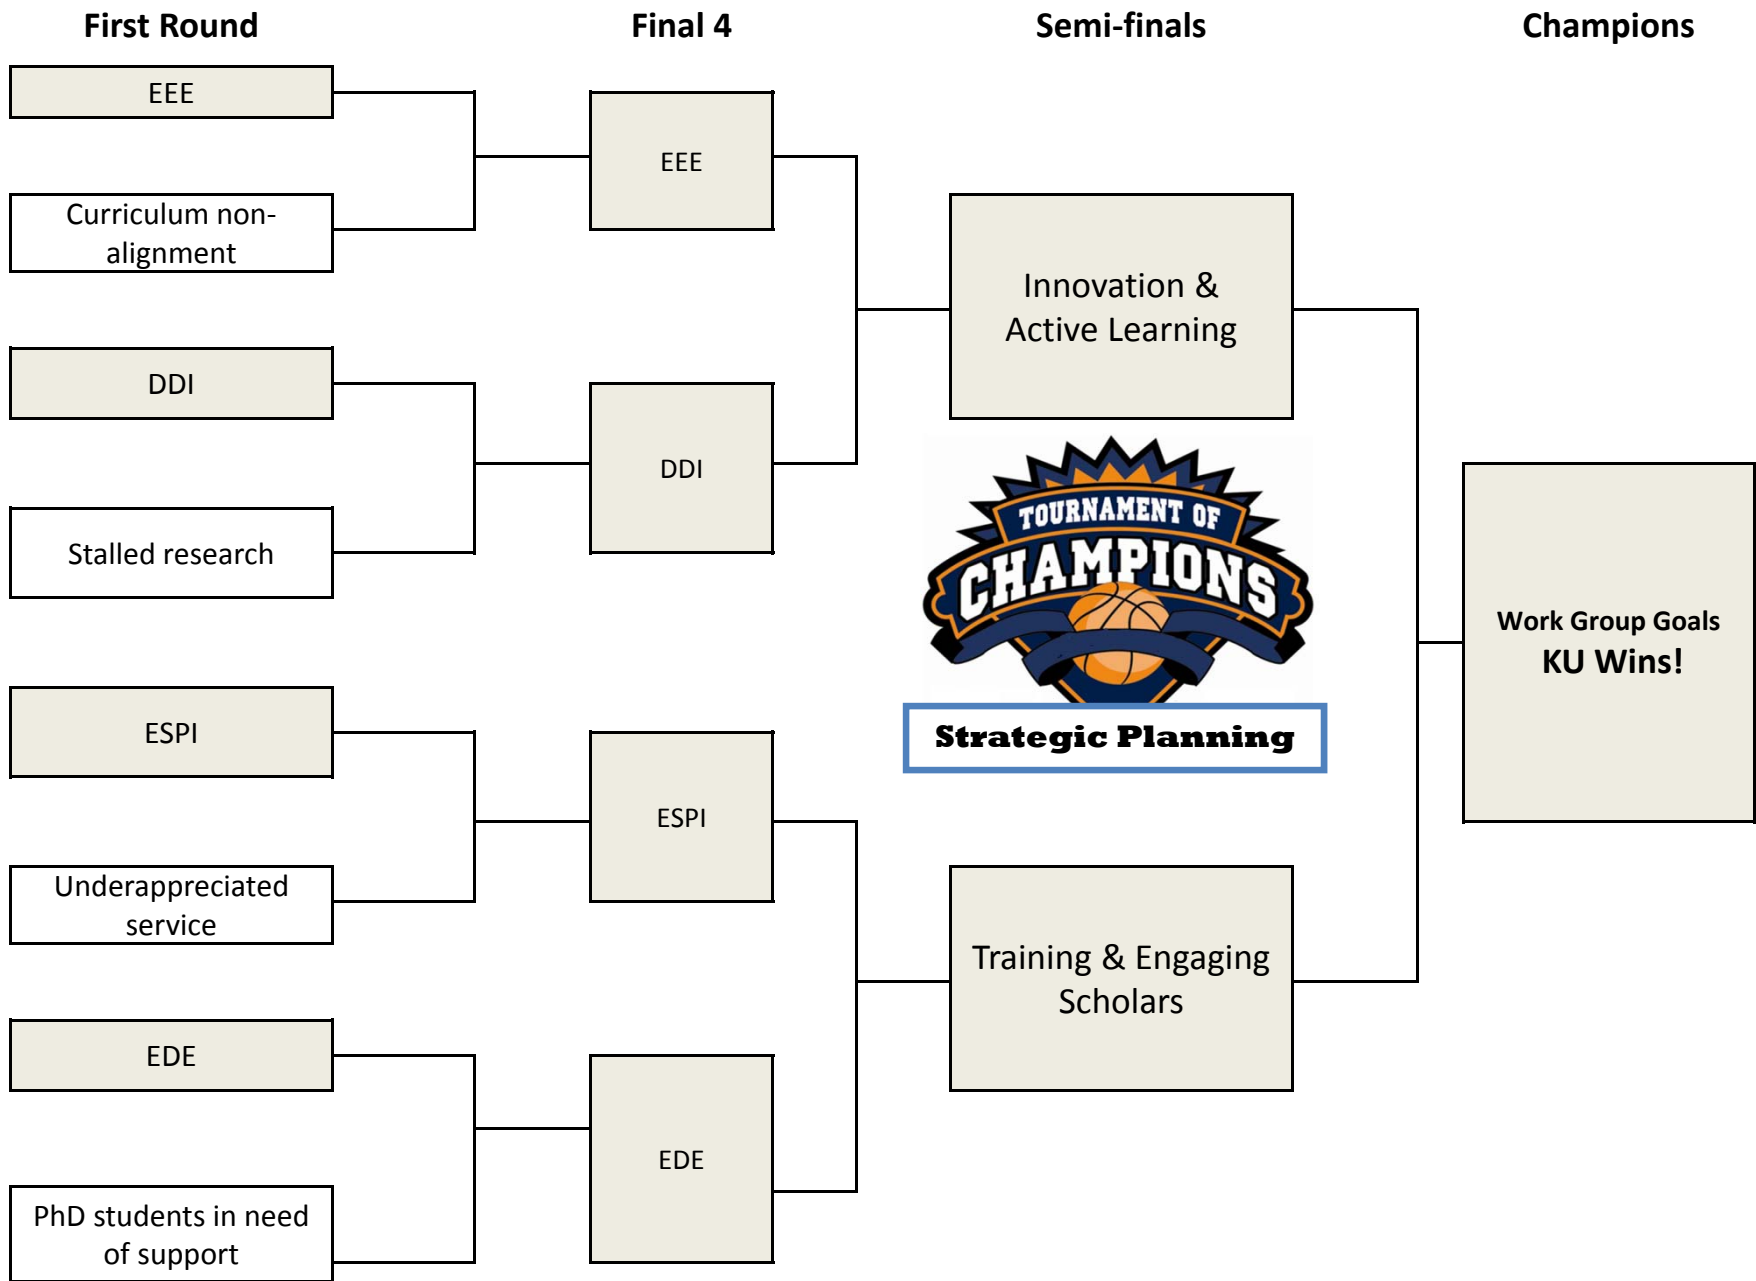 First Round
Final 4
Semi-finals
Champions
EEE
Curriculum non-
alignment
DDI
Stalled research
ESPI
Underappreciated
service
EDE
PhD students in need
of support
EEE
DDI
ESPI
EDE
Innovation &
Active Learning
TOURNAMENT OF
CHAMPIONS
Strategic Planning
Training & Engaging
Scholars
Work Group Goals
KU Wins!